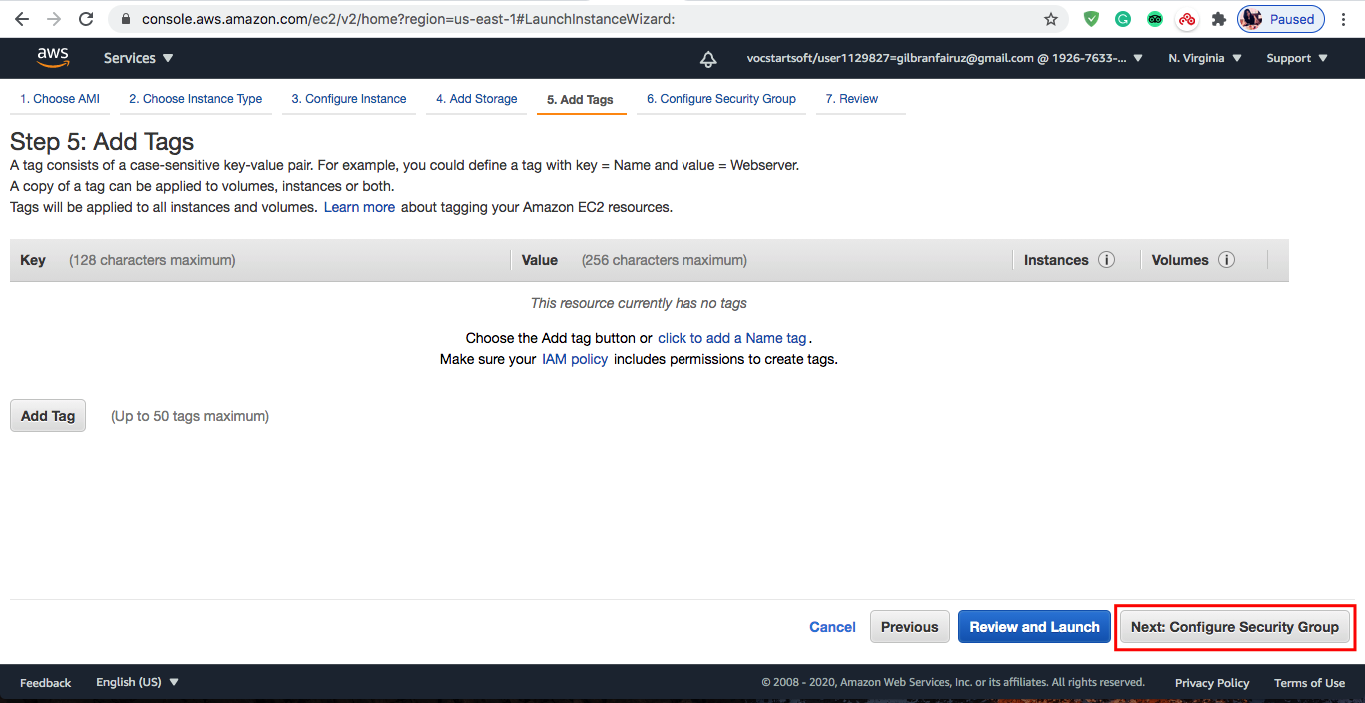 console.aws.amazon.com/ec2/v2/home?region=us-east-1#LaunchInstanceWizard:
Paused
aws
Services
vocstartsoft/user1129827=gilbranfairuz@gmail.com @ 1926-7633-...
N. Virginia
Support
1. Choose AMI
2. Choose Instance Type
3. Configure Instance
4. Add Storage
5. Add Tags
6. Configure Security Group
7. Review
Step 5: Add Tags
A tag consists of a case-sensitive key-value pair. For example, you could define a tag with key = Name and value = Webserver.
A copy of a tag can be applied to volumes, instances or both.
Tags will be applied to all instances and volumes. Learn more about tagging your Amazon EC2 resources.
Key (128 characters maximum)
Value (256 characters maximum)
Instances
Volumes
This resource currently has no tags
Choose the Add tag button or click to add a Name tag.
Make sure your IAM policy includes permissions to create tags.
Add Tag
(Up to 50 tags maximum)
Cancel
Previous
Review and Launch
Next: Configure Security Group
Feedback
English (US)
© 2008 - 2020, Amazon Web Services, Inc. or its affiliates. All rights reserved.
Privacy Policy
Terms of Use